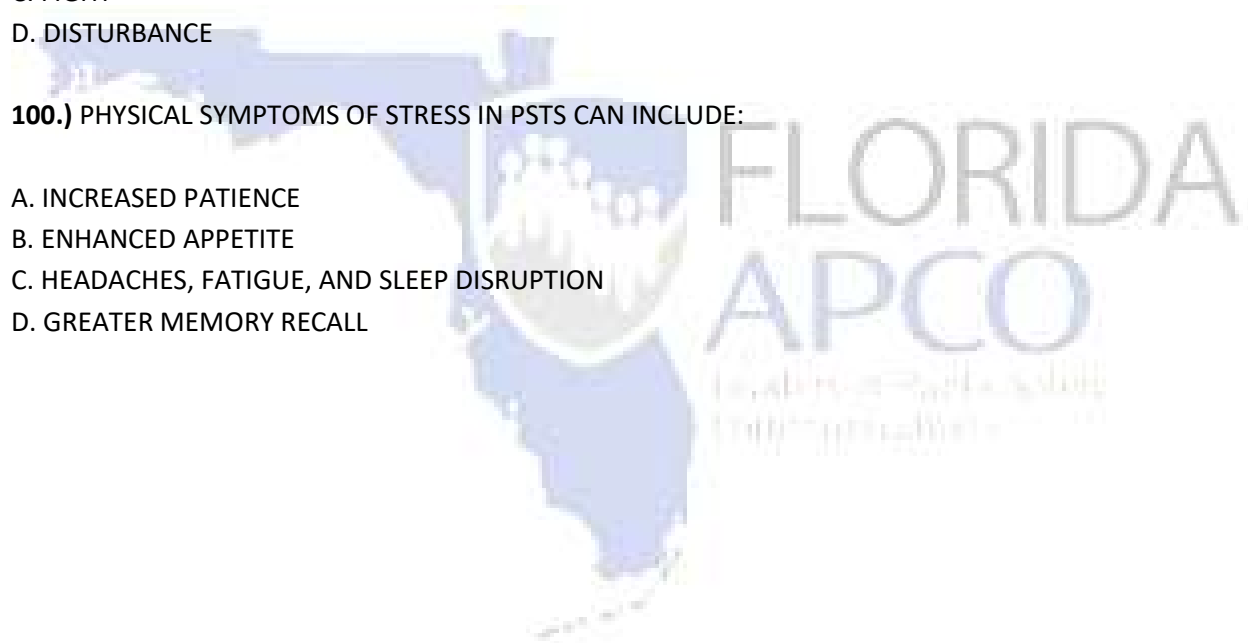 D. DISTURBANCE
100.) PHYSICAL SYMPTOMS OF STRESS IN PSTS CAN INCLUDE:
A. INCREASED PATIENCE
B. ENHANCED APPETITE
C. HEADACHES, FATIGUE, AND SLEEP DISRUPTION
D. GREATER MEMORY RECALL
FLORIDA
APCO